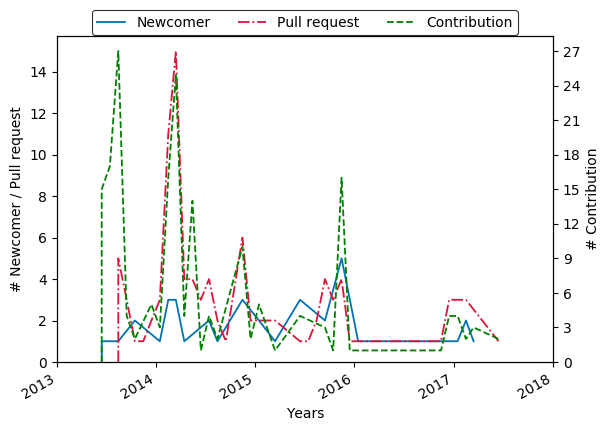 Newcomer Pull request Contribution
# Newcomer / Pull request
0 2 4 6 8 10 12 14
# Contribution
0 3 6 9 12 15 18 21 24 27
2013 2014 2015 2016 2017 2018
Years